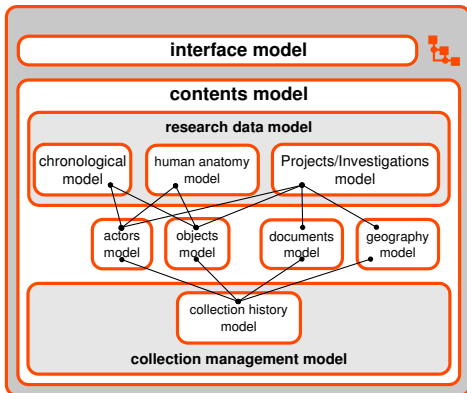 interface model
contents model
research data model
chronological
model
human anatomy
model
Projects/Investigations
model
actors
model
objects
model
documents
model
geography
model
collection history
model
collection management model